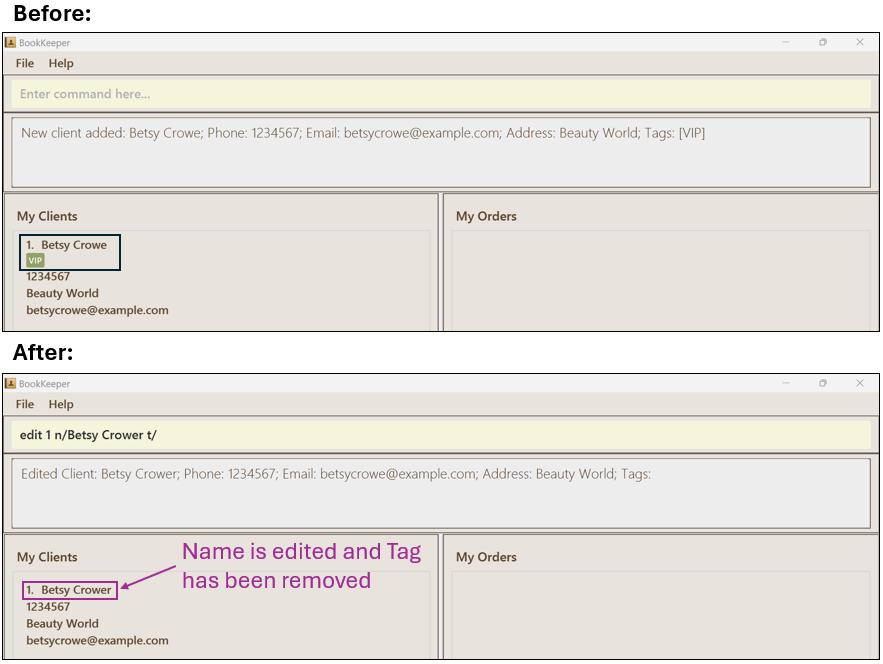 Before:
BookKeeper
File Help
Enter command here...
New client added: Betsy Crowe; Phone: 1234567; Email: betsycrowe@example.com; Address: Beauty World; Tags: [VIP]
My Clients
1. Betsy Crowe
VIP
1234567
Beauty World
betsycrowe@example.com
My Orders
After:
BookKeeper
File Help
edit 1 n/Betsy Crower t/
Edited Client: Betsy Crower; Phone: 1234567; Email: betsycrowe@example.com; Address: Beauty World; Tags:
My Clients
1. Betsy Crower
1234567
Beauty World
betsycrowe@example.com
Name is edited and Tag
has been removed
My Orders